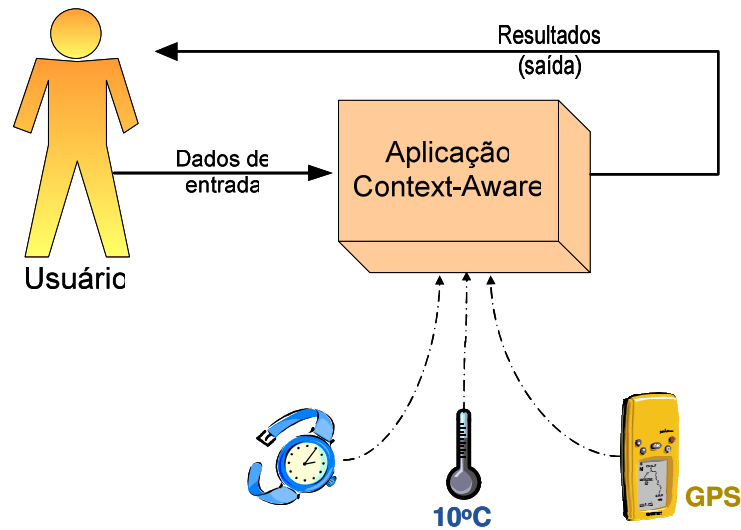 Resultados
(saída)
Aplicação
Context-Aware
Dados de
entrada
Usuário
10ºC
GPS